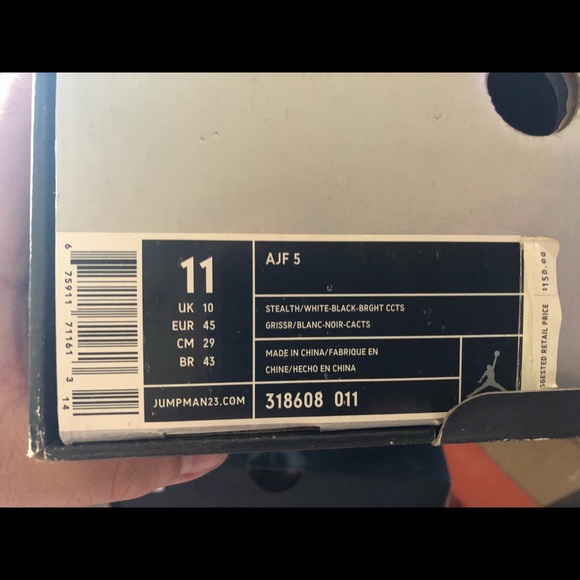 6 75911 77161 3 14
11
UK 10
EUR 45
CM 29
BR 43
JUMPMAN23.COM
AJF 5
STEALTH/WHITE-BLACK-BRGHT CCTS
GRISSR/BLANC-NOIR-CACTS
MADE IN CHINA/FABRIQUE EN
CHINE/HECHO EN CHINA
318608 011
GGESTED RETAIL PRICE $150.00